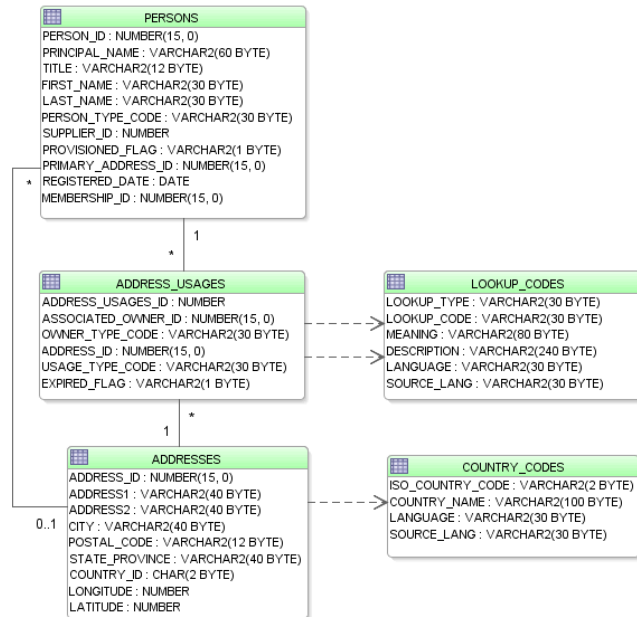 PERSONS
PERSON_ID : NUMBER(15, 0)
PRINCIPAL_NAME : VARCHAR2(60 BYTE)
TITLE : VARCHAR2(12 BYTE)
FIRST_NAME : VARCHAR2(30 BYTE)
LAST_NAME : VARCHAR2(30 BYTE)
PERSON_TYPE_CODE : VARCHAR2(30 BYTE)
SUPPLIER_ID : NUMBER
PROVISIONED_FLAG : VARCHAR2(1 BYTE)
PRIMARY_ADDRESS_ID : NUMBER(15, 0)
REGISTERED_DATE : DATE
MEMBERSHIP_ID : NUMBER(15, 0)
*
1
*
ADDRESS_USAGES
ADDRESS_USAGES_ID : NUMBER
ASSOCIATED_OWNER_ID : NUMBER(15, 0)
OWNER_TYPE_CODE : VARCHAR2(30 BYTE)
ADDRESS_ID : NUMBER(15, 0)
USAGE_TYPE_CODE : VARCHAR2(30 BYTE)
EXPIRED_FLAG : VARCHAR2(1 BYTE)
LOOKUP_CODES
LOOKUP_TYPE : VARCHAR2(30 BYTE)
LOOKUP_CODE : VARCHAR2(30 BYTE)
MEANING : VARCHAR2(80 BYTE)
DESCRIPTION : VARCHAR2(240 BYTE)
LANGUAGE : VARCHAR2(30 BYTE)
SOURCE_LANG : VARCHAR2(30 BYTE)
*
1
ADDRESSES
ADDRESS_ID : NUMBER(15, 0)
ADDRESS1 : VARCHAR2(40 BYTE)
ADDRESS2 : VARCHAR2(40 BYTE)
CITY : VARCHAR2(40 BYTE)
POSTAL_CODE : VARCHAR2(12 BYTE)
STATE_PROVINCE : VARCHAR2(40 BYTE)
COUNTRY_ID : CHAR(2 BYTE)
LONGITUDE : NUMBER
LATITUDE : NUMBER
0..1
COUNTRY_CODES
ISO_COUNTRY_CODE : VARCHAR2(2 BYTE)
COUNTRY_NAME : VARCHAR2(100 BYTE)
LANGUAGE : VARCHAR2(30 BYTE)
SOURCE_LANG : VARCHAR2(30 BYTE)